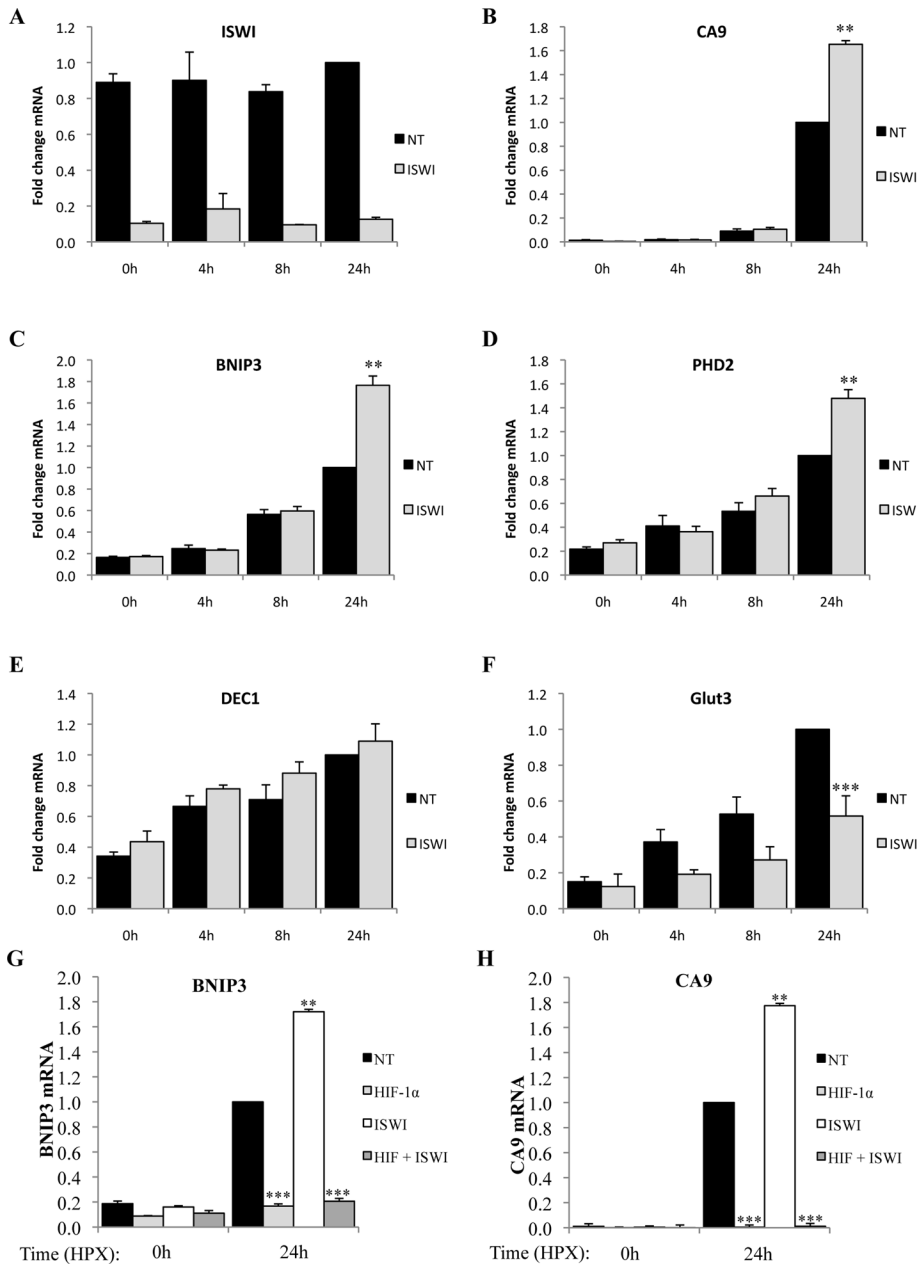 A
ISWI
Fold change mRNA
1.2
1.0
0.8
0.6
0.4
0.2
0.0
0h 4h 8h 24h
NT
ISWI
B
CA9
Fold change mRNA
1.8
1.6
1.4
1.2
1.0
0.8
0.6
0.4
0.2
0.0
**
0h 4h 8h 24h
NT
ISWI
C
BNIP3
Fold change mRNA
2.0
1.8
1.6
1.4
1.2
1.0
0.8
0.6
0.4
0.2
0.0
**
0h 4h 8h 24h
NT
ISWI
D
PHD2
Fold change mRNA
1.8
1.6
1.4
1.2
1.0
0.8
0.6
0.4
0.2
0.0
**
0h 4h 8h 24h
NT
ISW
E
DEC1
Fold change mRNA
1.4
1.2
1.0
0.8
0.6
0.4
0.2
0.0
0h 4h 8h 24h
NT
ISWI
F
Glut3
Fold change mRNA
1.2
1.0
0.8
0.6
0.4
0.2
0.0
***
0h 4h 8h 24h
NT
ISWI
G
BNIP3
BNIP3 mRNA
2.0
1.8
1.6
1.4
1.2
1.0
0.8
0.6
0.4
0.2
0.0
**
*** ***
NT
HIF-1α
ISWI
HIF + ISWI
Time (HPX): 0h 24h
H
CA9
CA9 mRNA
2.0
1.8
1.6
1.4
1.2
1.0
0.8
0.6
0.4
0.2
0.0
**
*** ***
NT
HIF-1α
ISWI
HIF + ISWI
Time (HPX): 0h 24h